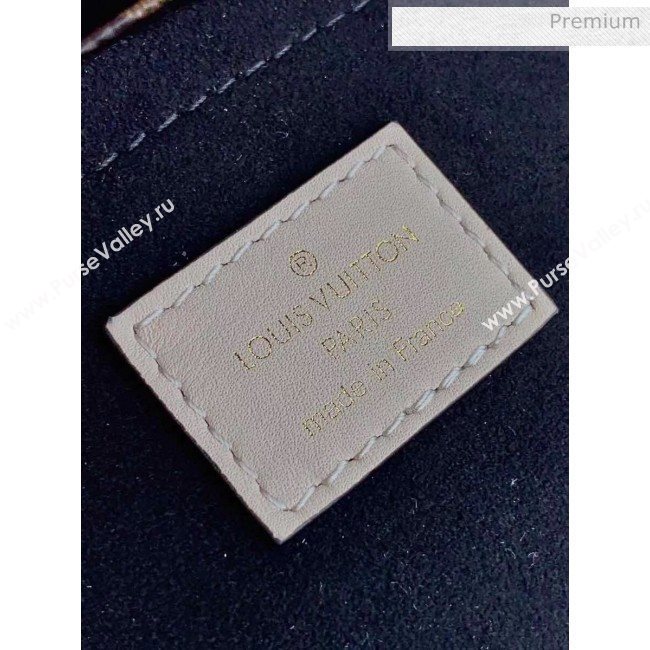 Premium
®
LOUIS VUITTON
PARIS
made in France
www.PurseValley.ru
www.PurseValley.ru